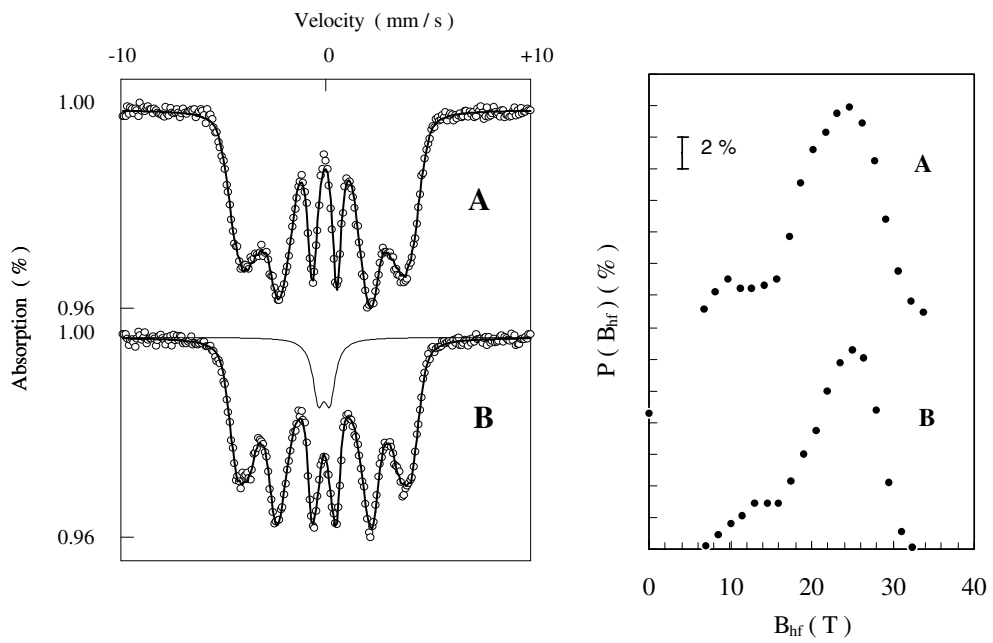 Velocity ( mm / s )
-10 0 +10
1.00
A
0.96
1.00
B
0.96
Absorption ( % )
2 %
A
B
P ( B_hf ) ( % )
0 10 20 30 40
B_hf ( T )